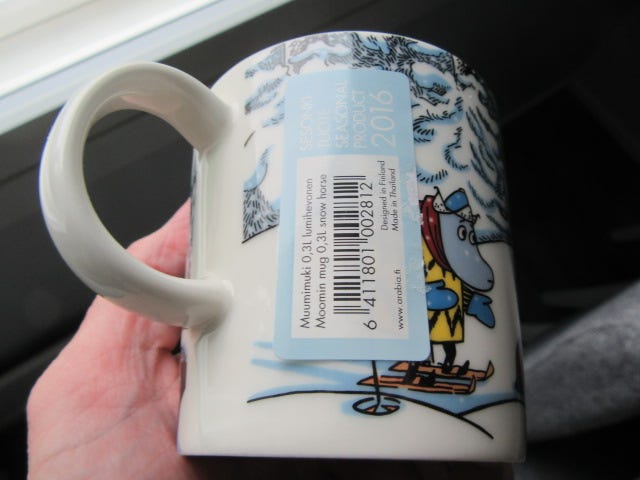 SESONKI
TUOTE
SEASONAL
PRODUCT
2016
Muumimuki 0,3L lumihevonen
Moomin mug 0,3L snow horse
6 411801 002812
Designed in Finland
Made in Thailand
www.arabia.fi